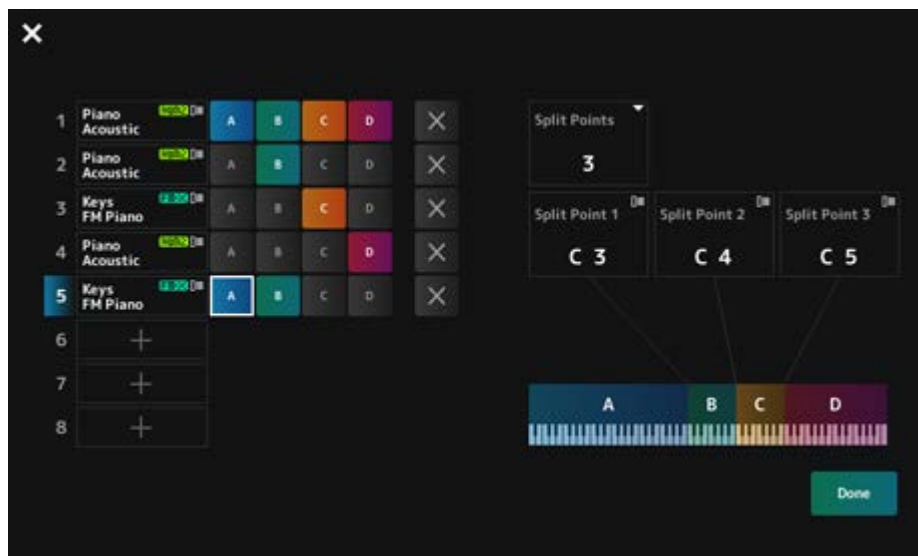 1 Piano Acoustic A B C D
2 Piano Acoustic A B C D
3 Keys FM Piano A B C D
4 Piano Acoustic A B C D
5 Keys FM Piano A B C D
6
7
8
Split Points
3
Split Point 1 Split Point 2 Split Point 3
C 3 C 4 C 5
A B C D
Done